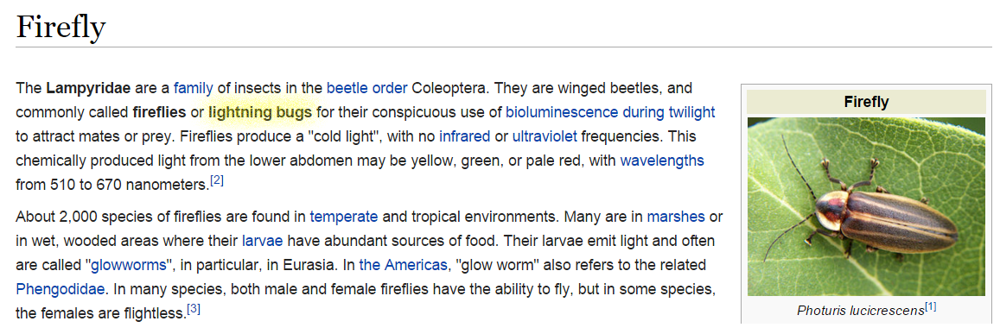 Firefly
The Lampyridae are a family of insects in the beetle order Coleoptera. They are winged beetles, and
commonly called fireflies or lightning bugs for their conspicuous use of bioluminescence during twilight
to attract mates or prey. Fireflies produce a "cold light", with no infrared or ultraviolet frequencies. This
chemically produced light from the lower abdomen may be yellow, green, or pale red, with wavelengths
from 510 to 670 nanometers.[2]
About 2,000 species of fireflies are found in temperate and tropical environments. Many are in marshes or
in wet, wooded areas where their larvae have abundant sources of food. Their larvae emit light and often
are called "glowworms", in particular, in Eurasia. In the Americas, "glow worm" also refers to the related
Phengodidae. In many species, both male and female fireflies have the ability to fly, but in some species,
the females are flightless.[3]
Firefly
Photuris lucicrescens[1]